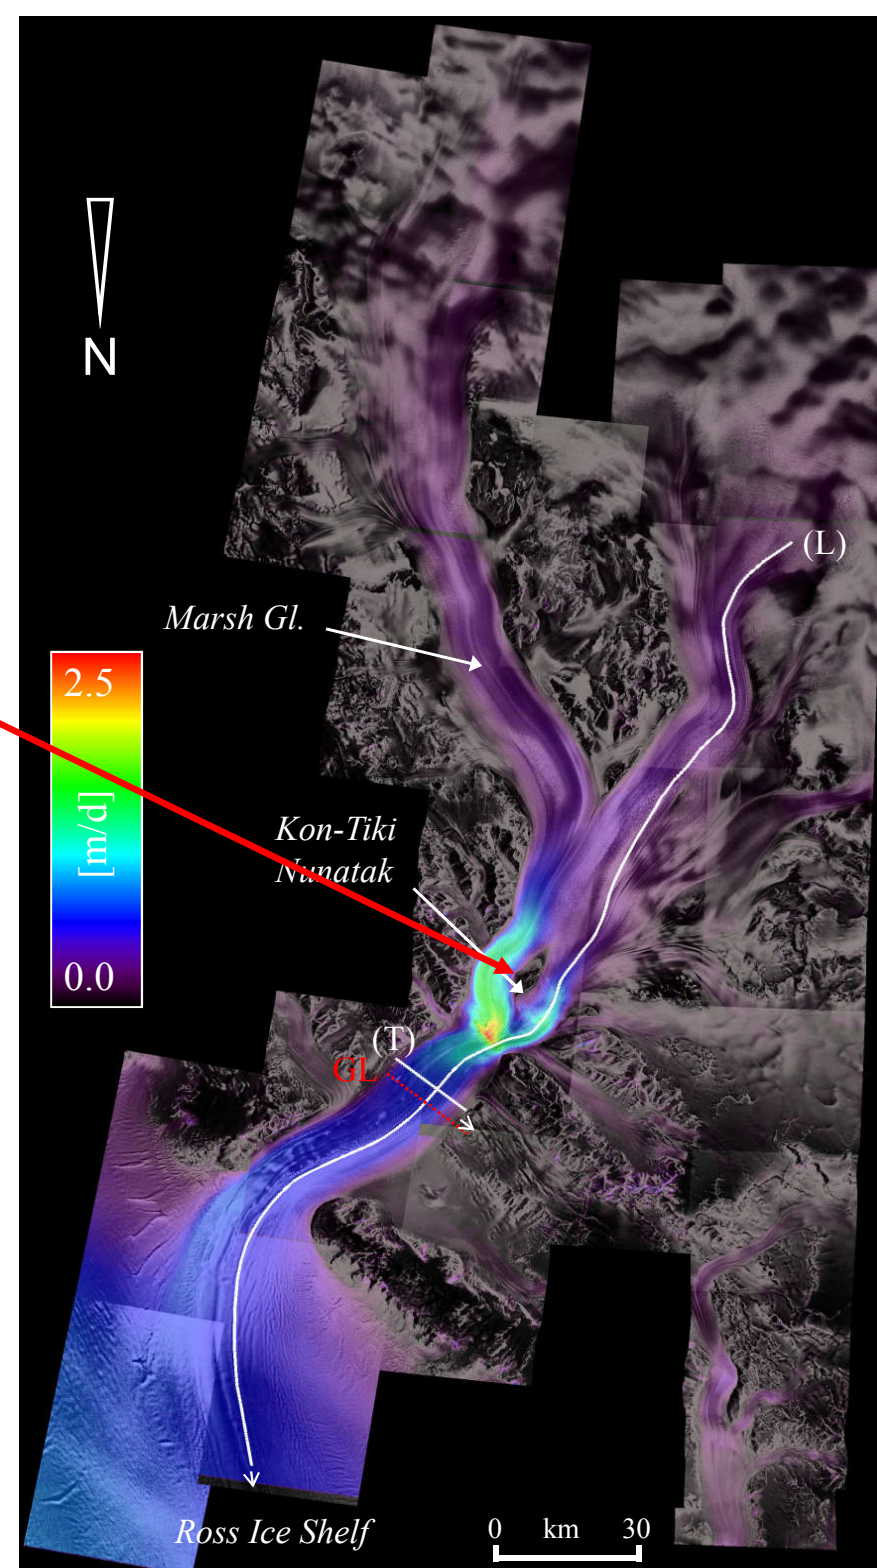 N
(L)
Marsh Gl.
2.5
[m/d]
0.0
Kon-Tiki
Nunatak
(T)
GL
Ross Ice Shelf
0 km 30